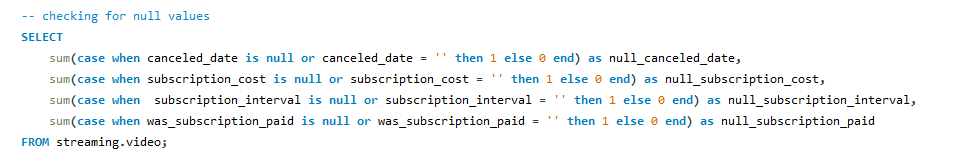 -- checking for null values
SELECT
sum(case when canceled_date is null or canceled_date = '' then 1 else 0 end) as null_canceled_date,
sum(case when subscription_cost is null or subscription_cost = '' then 1 else 0 end) as null_subscription_cost,
sum(case when  subscription_interval is null or subscription_interval = '' then 1 else 0 end) as null_subscription_interval,
sum(case when was_subscription_paid is null or was_subscription_paid = '' then 1 else 0 end) as null_subscription_paid
FROM streaming.video;